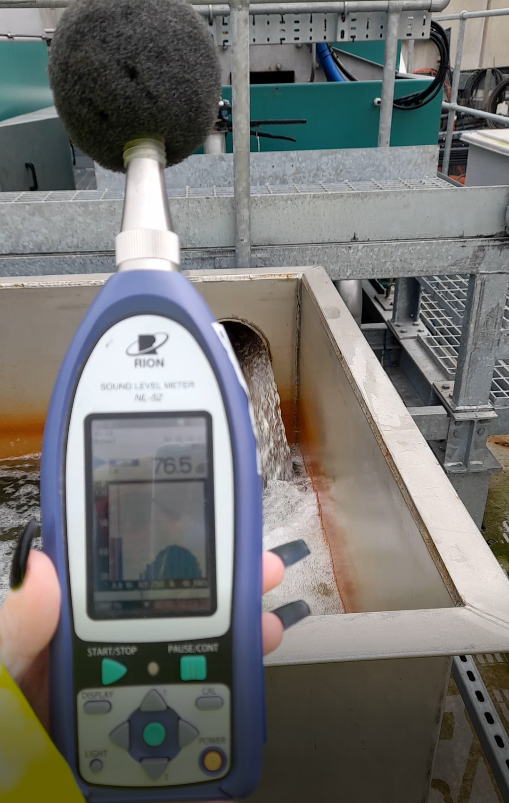 RION
SOUND LEVEL METER
NL-52
76.5
START/STOP PAUSE/CONT
DISPLAY CAL
LIGHT POWER